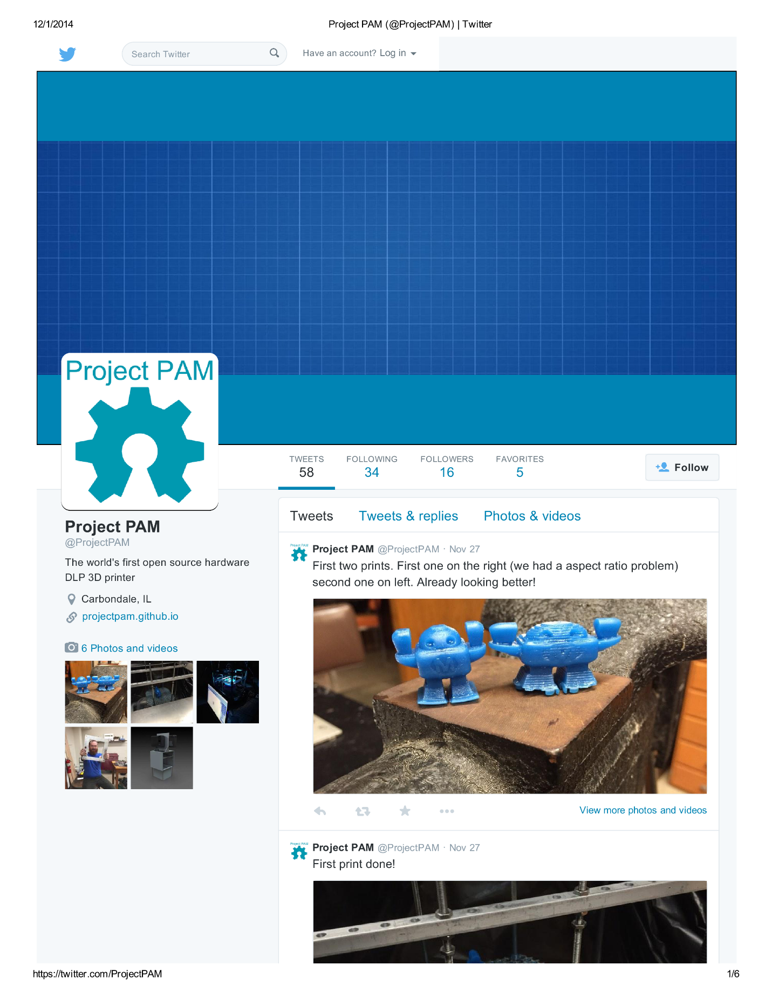 12/1/2014
Project PAM (@ProjectPAM) | Twitter
Search Twitter
Have an account? Log in
Project PAM
TWEETS
58
FOLLOWING
34
FOLLOWERS
16
FAVORITES
5
Follow
Project PAM
@ProjectPAM
The world's first open source hardware
DLP 3D printer
Carbondale, IL
projectpam.github.io
6 Photos and videos
Tweets
Tweets & replies
Photos & videos
Project PAM
Project PAM @ProjectPAM · Nov 27
First two prints. First one on the right (we had a aspect ratio problem)
second one on left. Already looking better!
View more photos and videos
Project PAM
Project PAM @ProjectPAM · Nov 27
First print done!
https://twitter.com/ProjectPAM
1/6